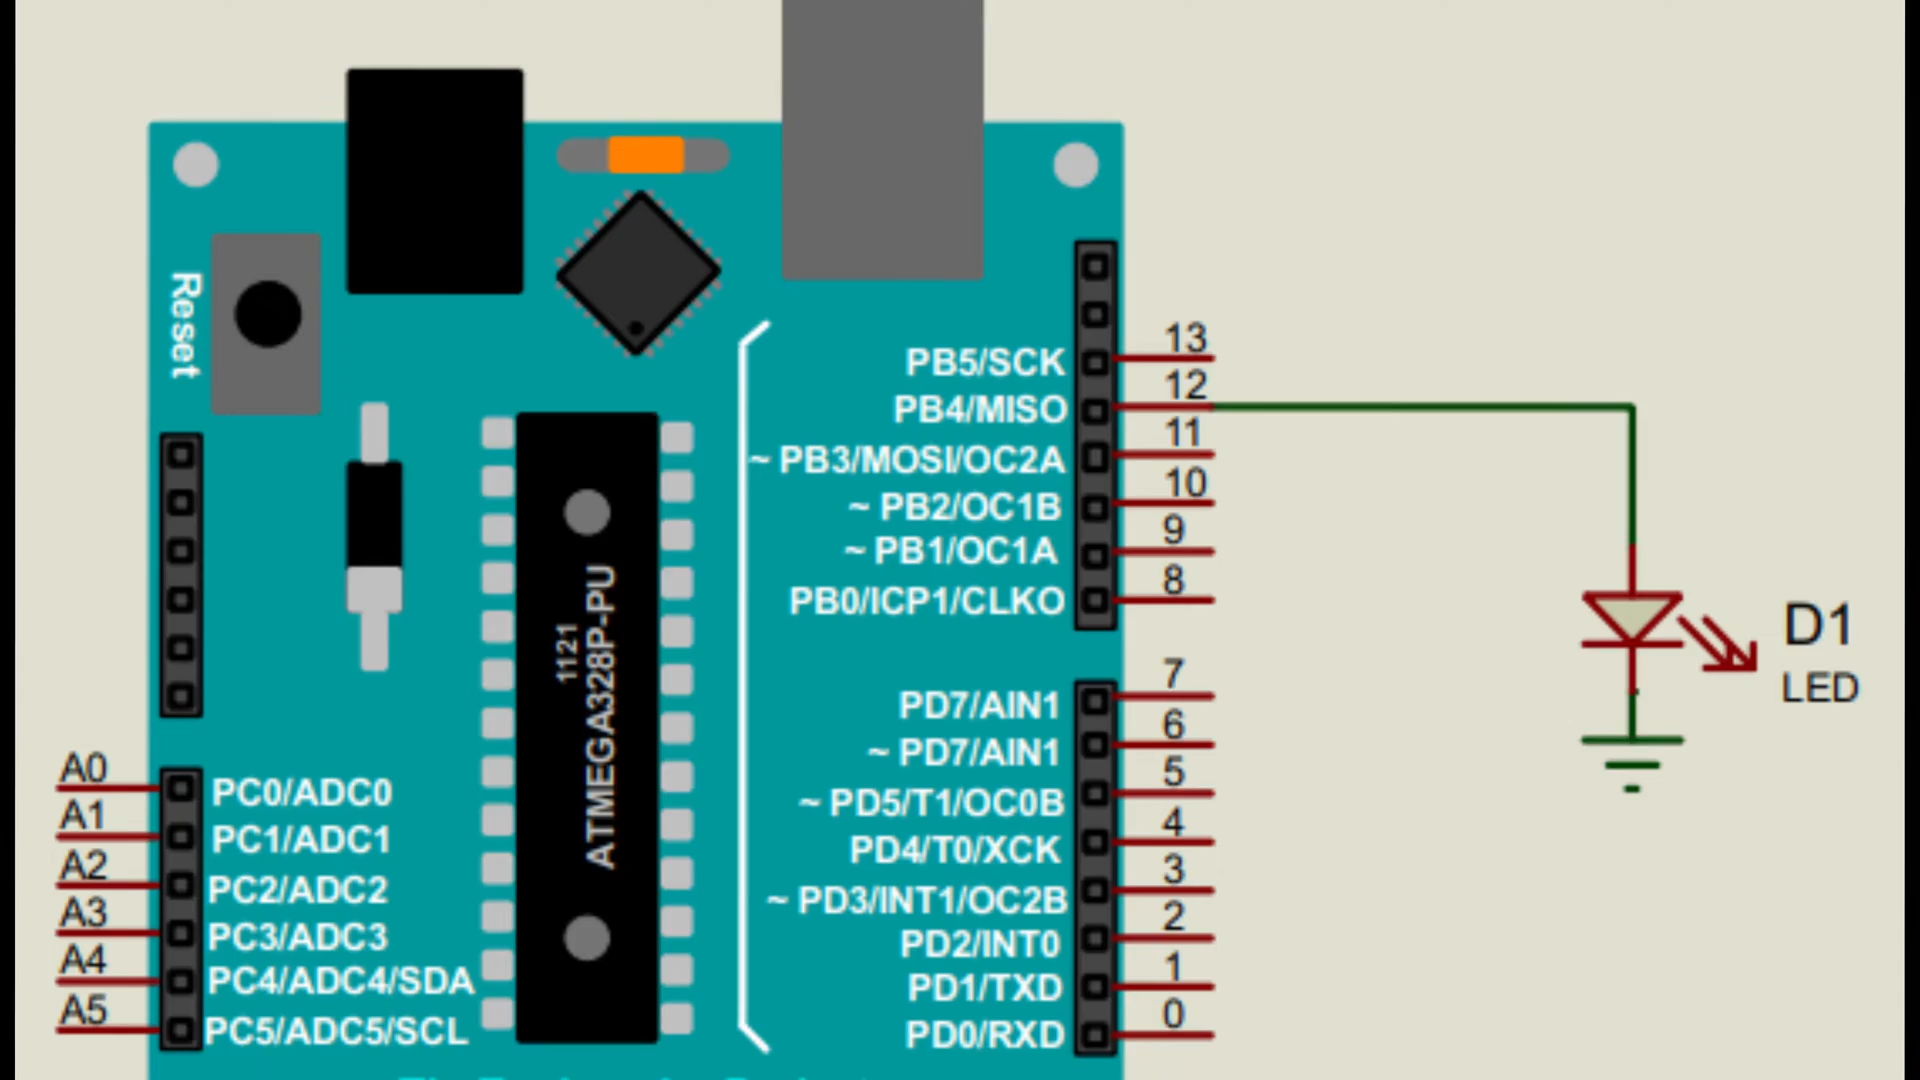 Reset
1121
ATMEGA328P-PU
PB5/SCK 13
PB4/MISO 12
~ PB3/MOSI/OC2A 11
~ PB2/OC1B 10
~ PB1/OC1A 9
PB0/ICP1/CLKO 8
D1
LED
PD7/AIN1 7
~ PD7/AIN1 6
~ PD5/T1/OC0B 5
PD4/T0/XCK 4
~ PD3/INT1/OC2B 3
PD2/INT0 2
PD1/TXD 1
PD0/RXD 0
A0 PC0/ADC0
A1 PC1/ADC1
A2 PC2/ADC2
A3 PC3/ADC3
A4 PC4/ADC4/SDA
A5 PC5/ADC5/SCL